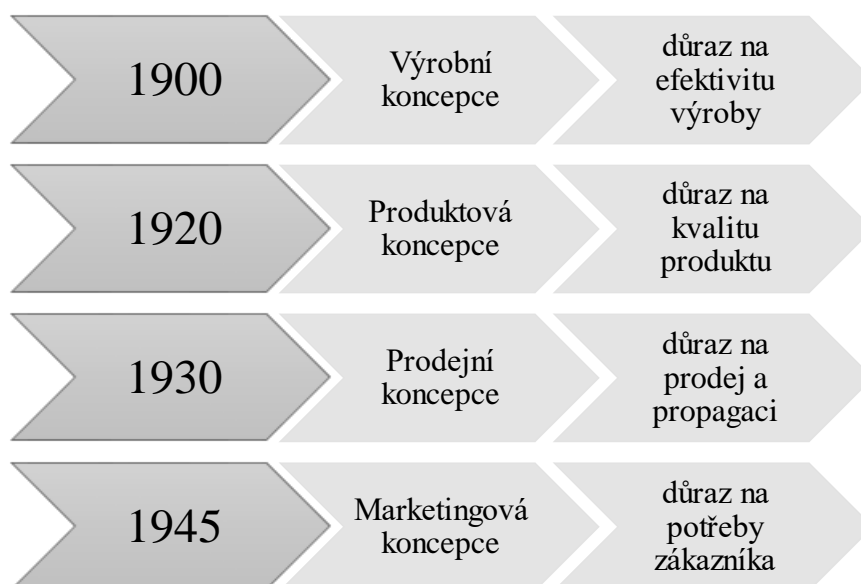 1900
Výrobní
koncepce
důraz na
efektivitu
výroby
1920
Produktová
koncepce
důraz na
kvalitu
produktu
1930
Prodejní
koncepce
důraz na
prodej a
propagaci
1945
Marketingová
koncepce
důraz na
potřeby
zákazníka